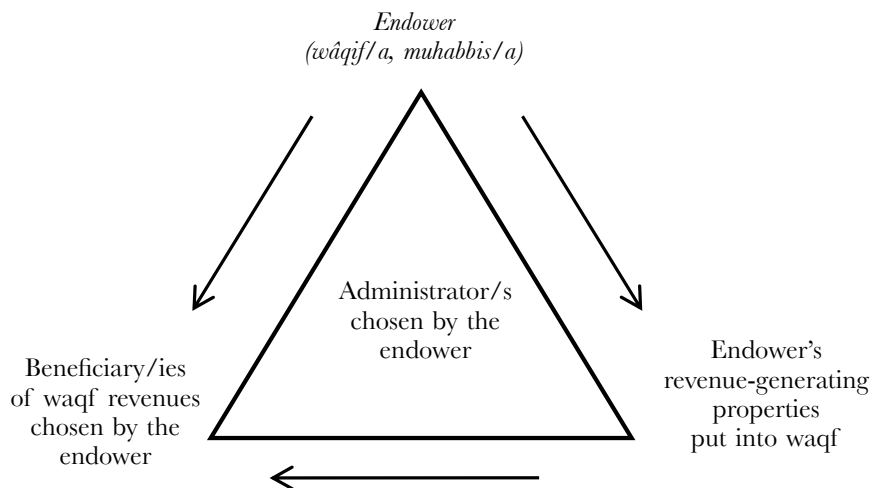 Endower
(wâqif/a, muhabbis/a)
Administrator/s
chosen by the
endower
Beneficiary/ies
of waqf revenues
chosen by the
endower
Endower's
revenue-generating
properties
put into waqf